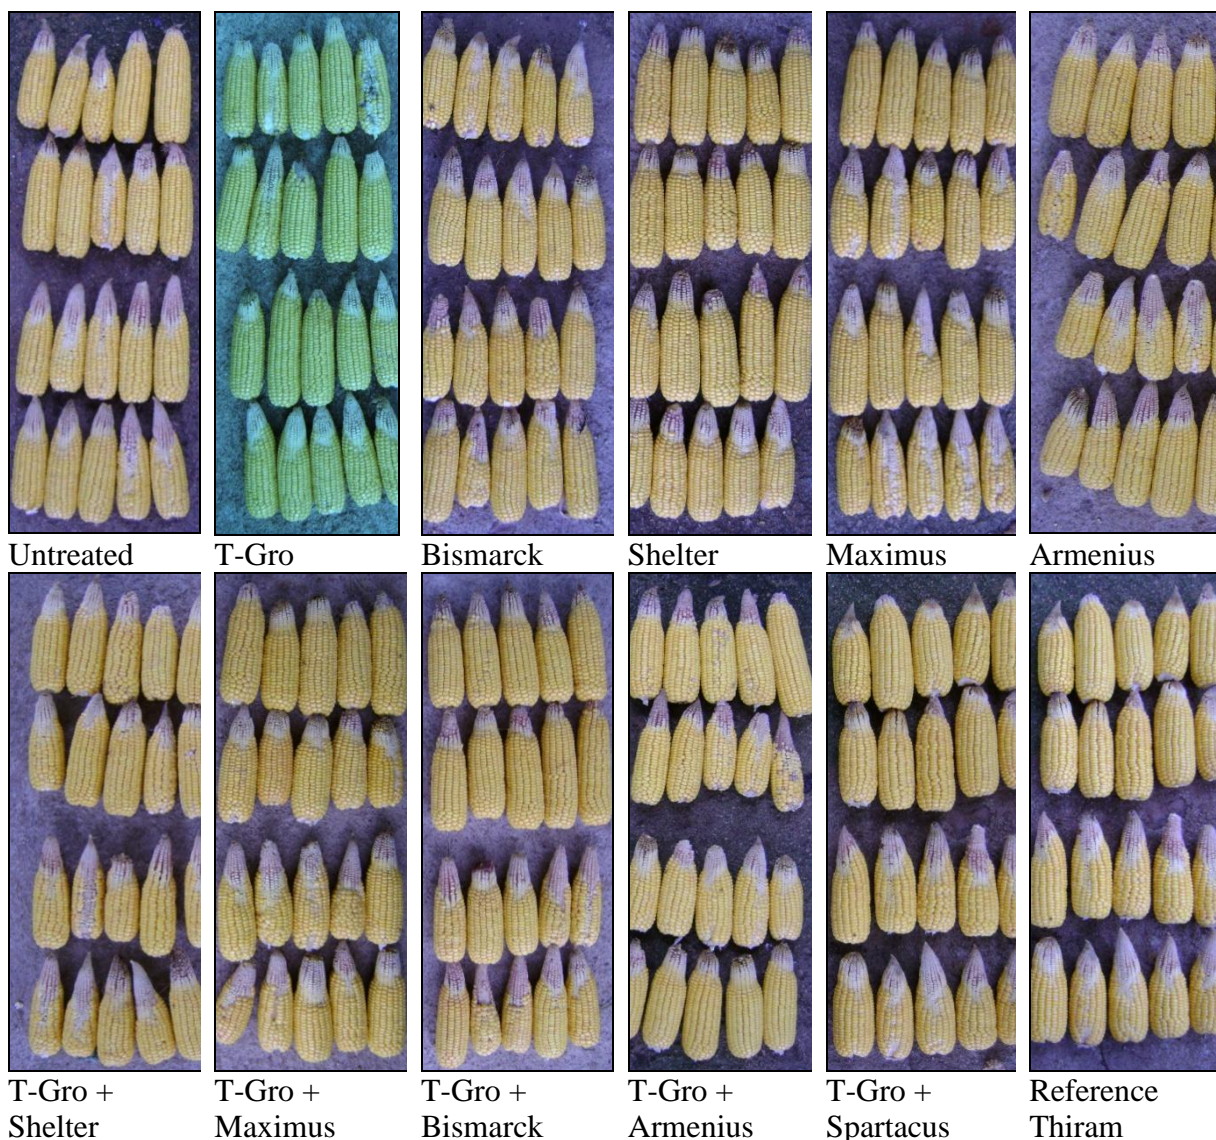 Untreated
T-Gro
Bismarck
Shelter
Maximus
Armenius
T-Gro +
Shelter
T-Gro +
Maximus
T-Gro +
Bismarck
T-Gro +
Armenius
T-Gro +
Spartacus
Reference
Thiram